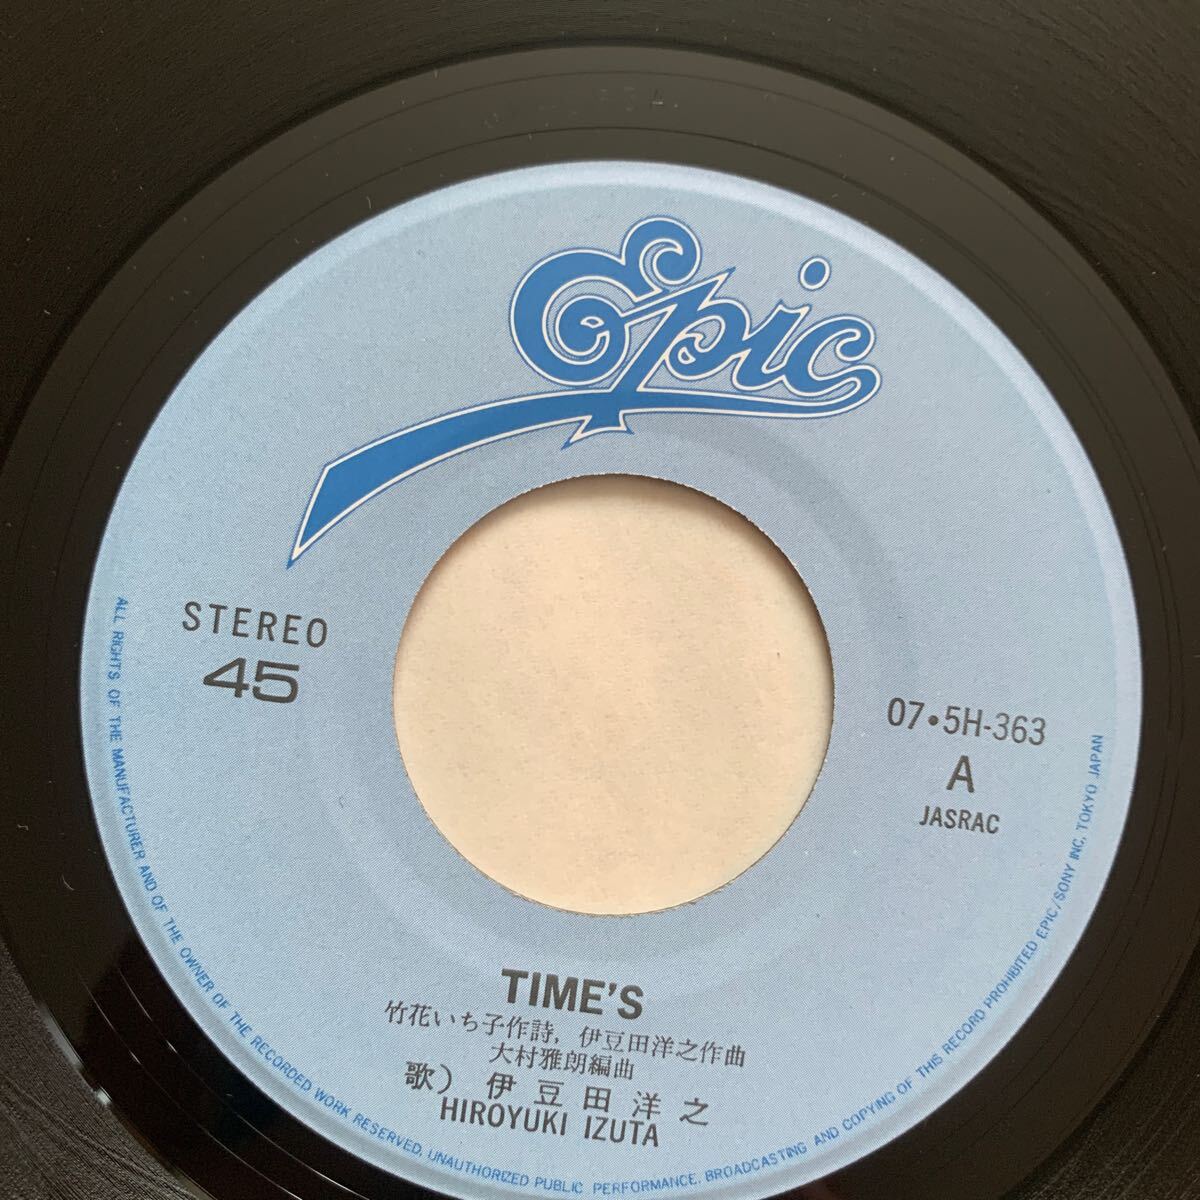 Epic
STEREO
45
07•5H-363
A
JASRAC
TIME'S
竹花いち子作詩, 伊豆田洋之作曲
大村雅朗編曲
歌) 伊豆田洋之
HIROYUKI IZUTA
ALL RIGHTS OF THE MANUFACTURER AND OF THE OWNER OF THE RECORDED WORK RESERVED, UNAUTHORIZED PUBLIC PERFORMANCE, BROADCASTING AND COPYING OF THIS RECORD PROHIBITED EPIC/SONY INC. TOKYO JAPAN